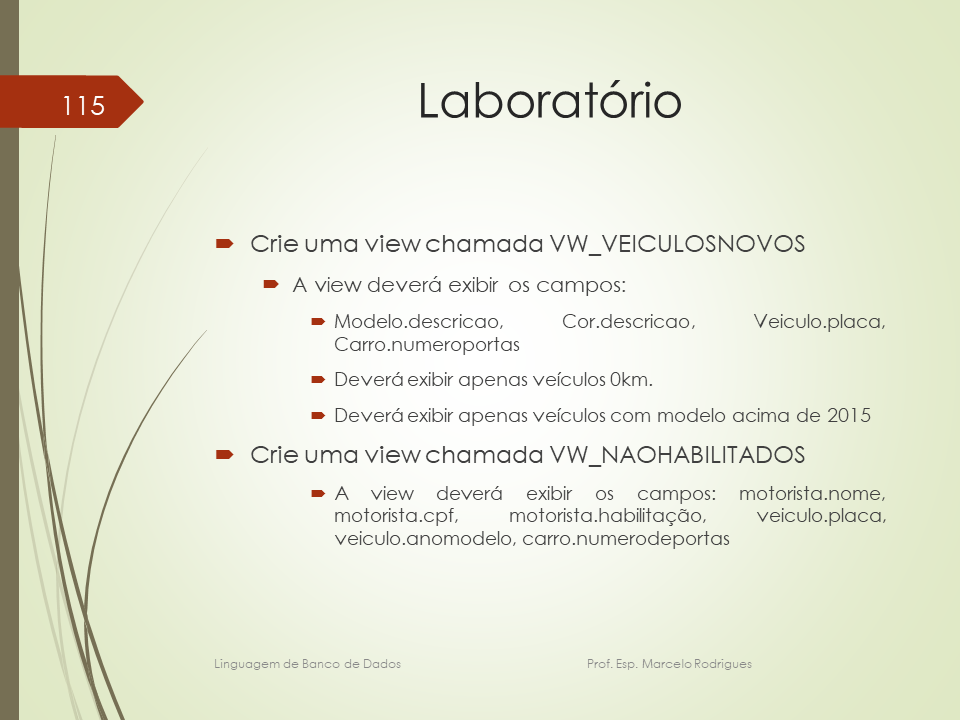 115
Laboratório
Crie uma view chamada VW_VEICULOSNOVOS
A view deverá exibir os campos:
Modelo.descricao, Cor.descricao, Veiculo.placa,
Carro.numeroportas
Deverá exibir apenas veículos 0km.
Deverá exibir apenas veículos com modelo acima de 2015
Crie uma view chamada VW_NAOHABILITADOS
A view deverá exibir os campos: motorista.nome,
motorista.cpf, motorista.habilitação, veiculo.placa,
veiculo.anomodelo, carro.numerodeportas
Linguagem de Banco de Dados Prof. Esp. Marcelo Rodrigues